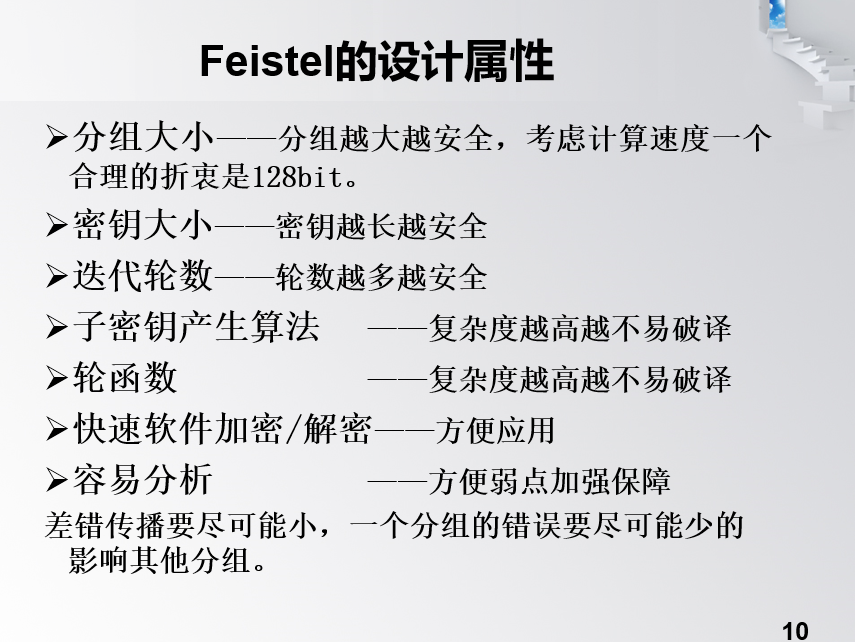 Feistel的设计属性
➢分组大小——分组越大越安全，考虑计算速度一个
合理的折衷是128bit。
➢密钥大小——密钥越长越安全
➢迭代轮数——轮数越多越安全
➢子密钥产生算法 ——复杂度越高越不易破译
➢轮函数 ——复杂度越高越不易破译
➢快速软件加密/解密——方便应用
➢容易分析 ——方便弱点加强保障
差错传播要尽可能小，一个分组的错误要尽可能少的
影响其他分组。
10